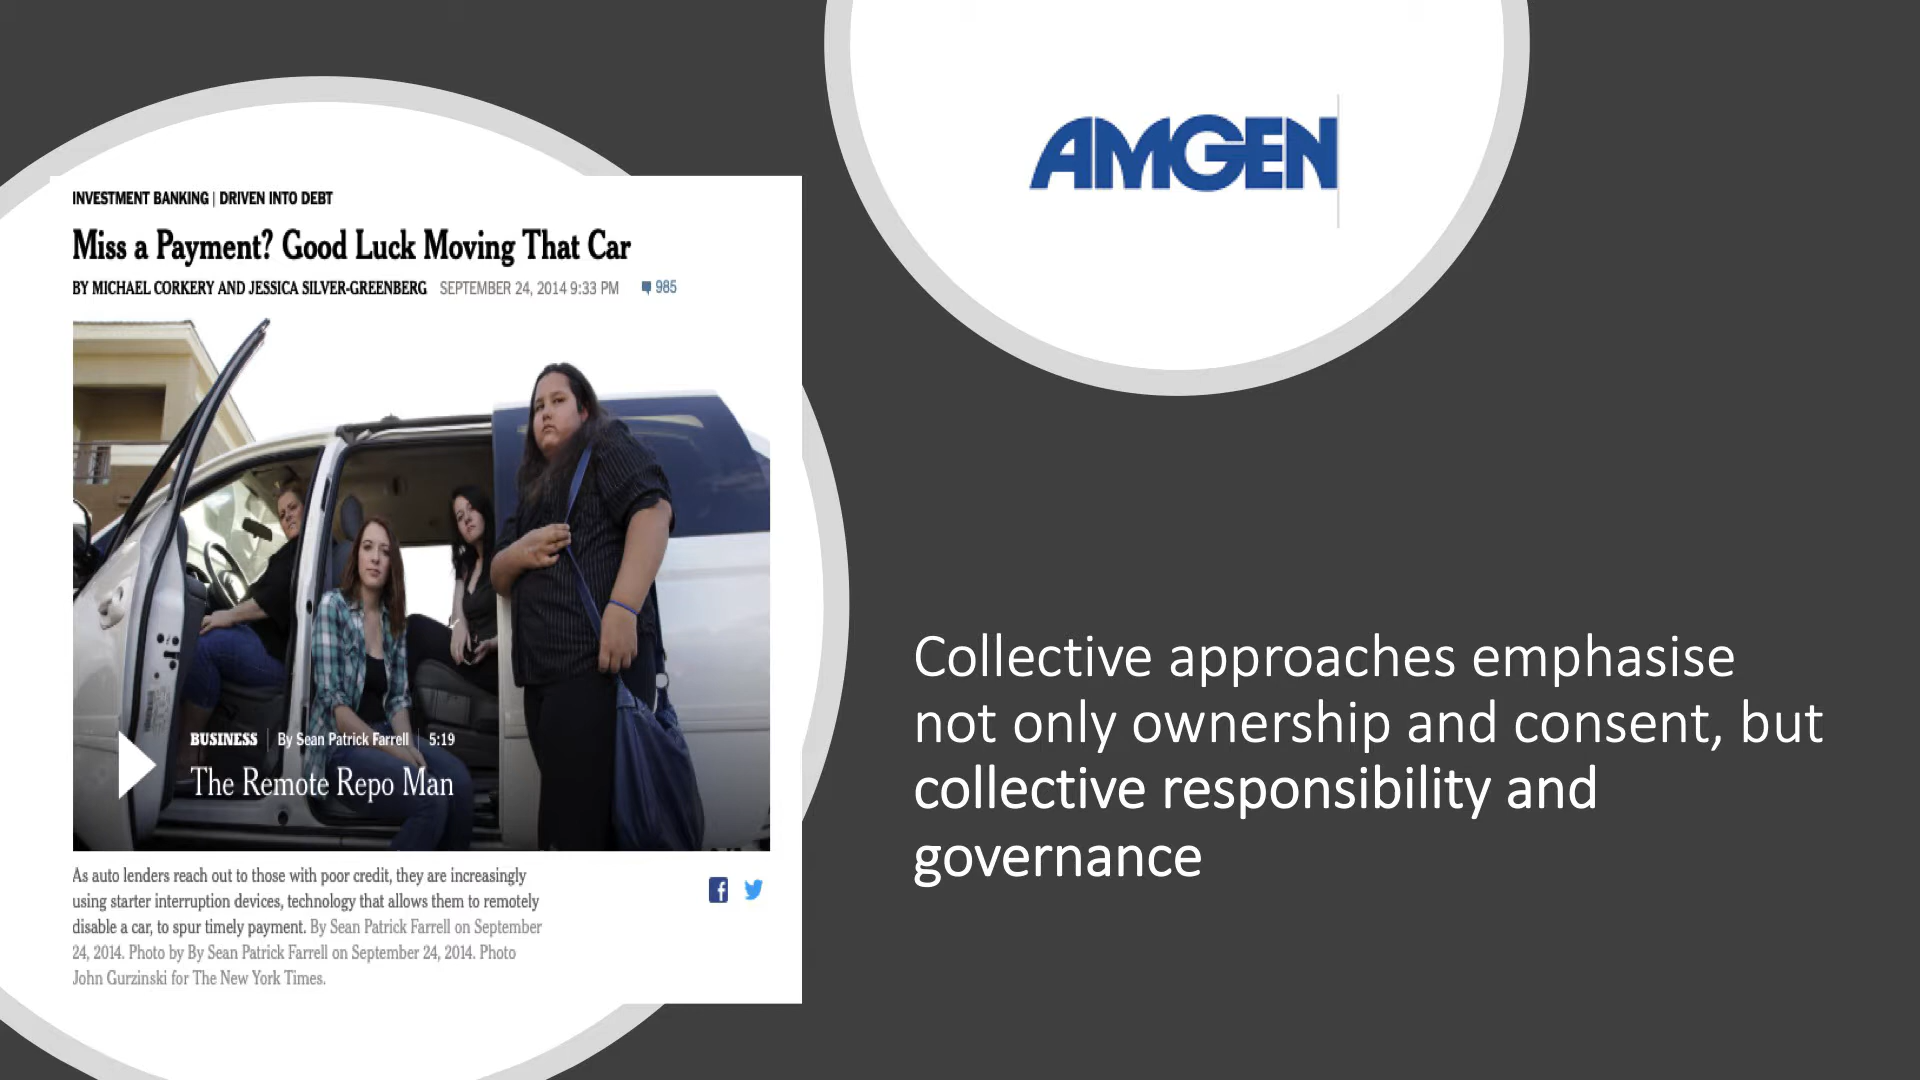 INVESTMENT BANKING | DRIVEN INTO DEBT
Miss a Payment? Good Luck Moving That Car
BY MICHAEL CORKERY AND JESSICA SILVER-GREENBERG SEPTEMBER 24, 2014 9:33 PM 985
BUSINESS | By Sean Patrick Farrell | 5:19
The Remote Repo Man
As auto lenders reach out to those with poor credit, they are increasingly
using starter interruption devices, technology that allows them to remotely
disable a car, to spur timely payment. By Sean Patrick Farrell on September
24, 2014. Photo by By Sean Patrick Farrell on September 24, 2014. Photo
John Gurzinski for The New York Times.
AMGEN
Collective approaches emphasise
not only ownership and consent, but
collective responsibility and
governance